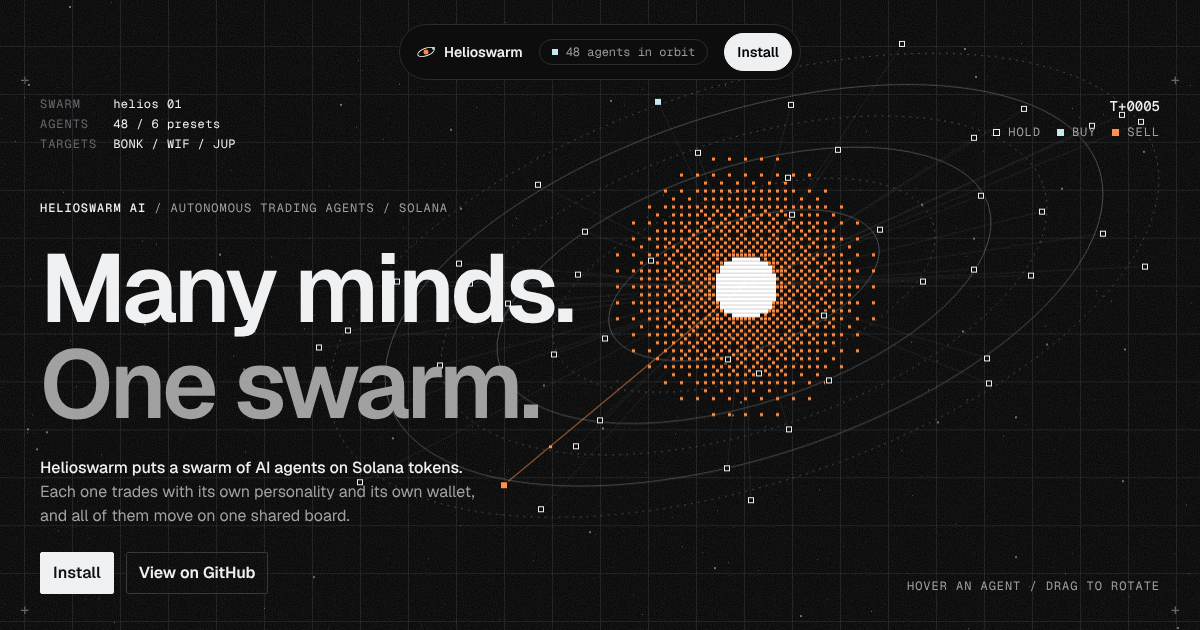 Helioswarm
48 agents in orbit
Install
SWARM helios 01
AGENTS 48 / 6 presets
TARGETS BONK / WIF / JUP
T+0005
HOLD BUY SELL
HELIOSWARM AI / AUTONOMOUS TRADING AGENTS / SOLANA
Many minds.
One swarm.
Helioswarm puts a swarm of AI agents on Solana tokens.
Each one trades with its own personality and its own wallet,
and all of them move on one shared board.
Install
View on GitHub
HOVER AN AGENT / DRAG TO ROTATE